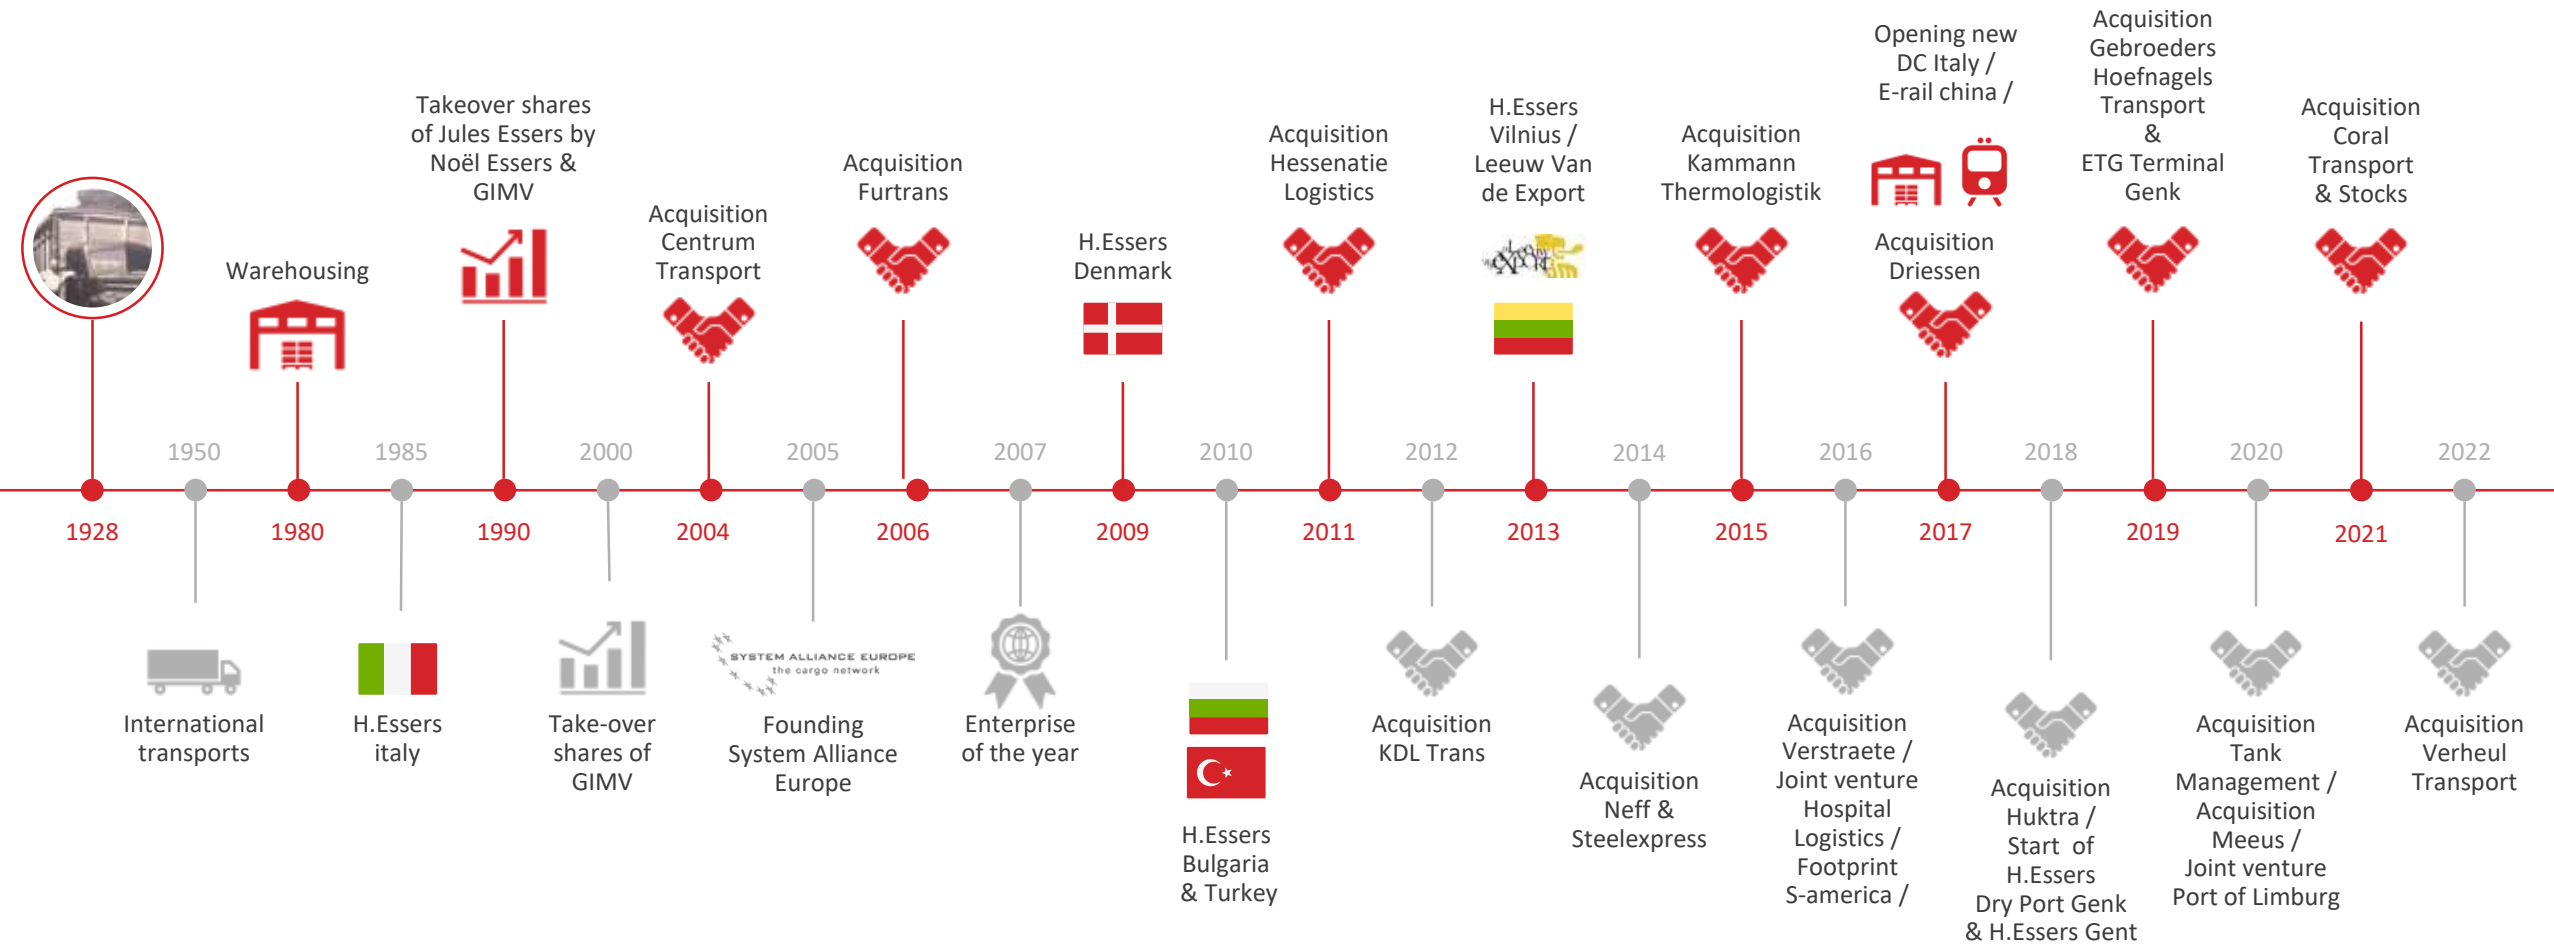 Warehousing
Takeover shares
of Jules Essers by
Noël Essers &
GIMV
Acquisition
Centrum
Transport
Acquisition
Furtrans
H.Essers
Denmark
Acquisition
Hessenatie
Logistics
H.Essers
Vilnius /
Leeuw Van
de Export
Acquisition
Kammann
Thermologistik
Opening new
DC Italy /
E-rail china /
Acquisition
Driessen
Acquisition
Gebroeders
Hoefnagels
Transport
&
ETG Terminal
Genk
Acquisition
Coral
Transport
& Stocks
1950
1985
2000
2005
2007
2010
2012
2014
2016
2018
2020
2022
1928
1980
1990
2004
2006
2009
2011
2013
2015
2017
2019
2021
International
transports
H.Essers
italy
Take-over
shares of
GIMV
SYSTEM ALLIANCE EUROPE
the cargo network
Founding
System Alliance
Europe
Enterprise
of the year
H.Essers
Bulgaria
& Turkey
Acquisition
KDL Trans
Acquisition
Neff &
Steelexpress
Acquisition
Verstraete /
Joint venture
Hospital
Logistics /
Footprint
S-america /
Acquisition
Huktra /
Start  of
H.Essers
Dry Port Genk
& H.Essers Gent
Acquisition
Tank
Management /
Acquisition
Meeus /
Joint venture
Port of Limburg
Acquisition
Verheul
Transport